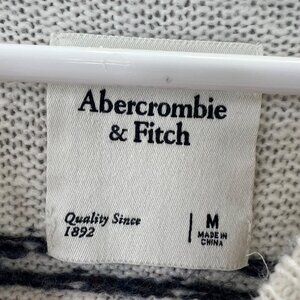 Abercrombie
& Fitch
Quality Since
1892
M
MADE IN
CHINA